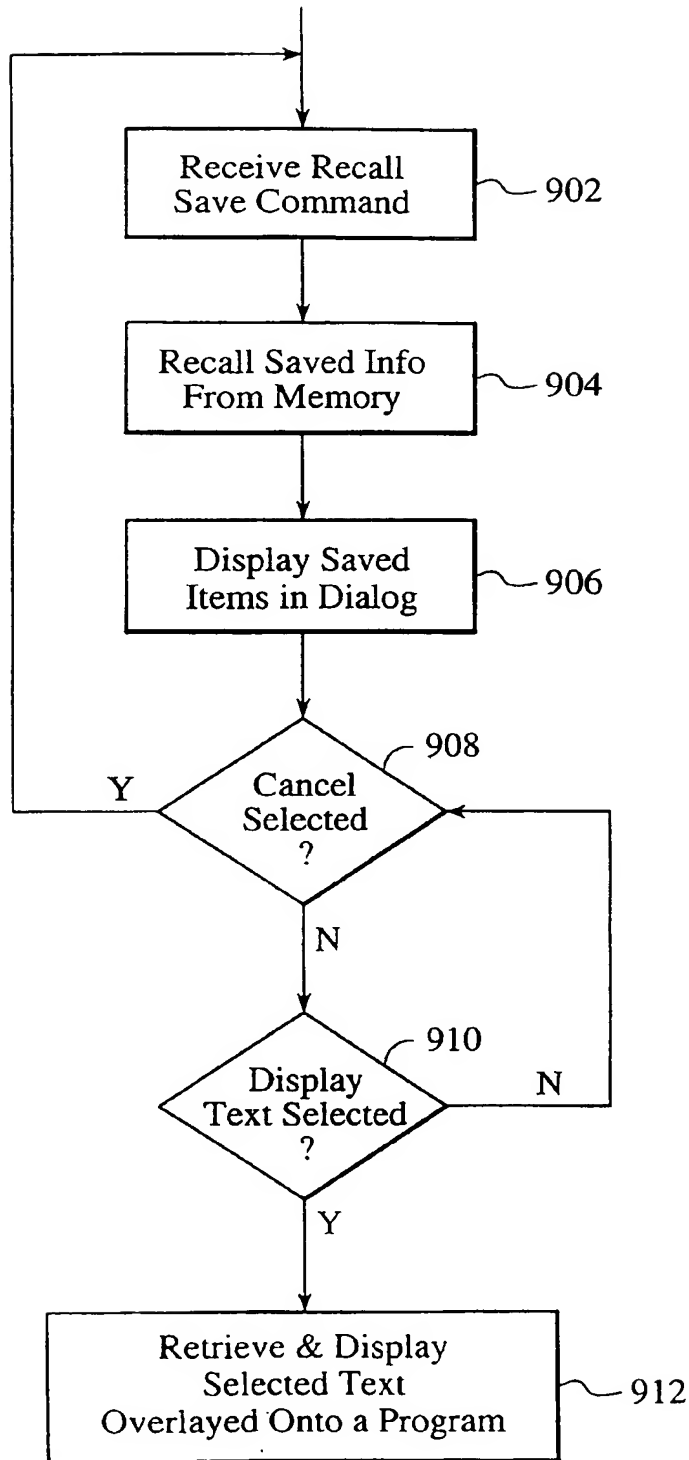 Receive Recall
Save Command
902
Recall Saved Info
From Memory
904
Display Saved
Items in Dialog
906
908
Y
Cancel
Selected
?
N
910
Display
Text Selected
?
N
Y
Retrieve & Display
Selected Text
Overlayed Onto a Program
912